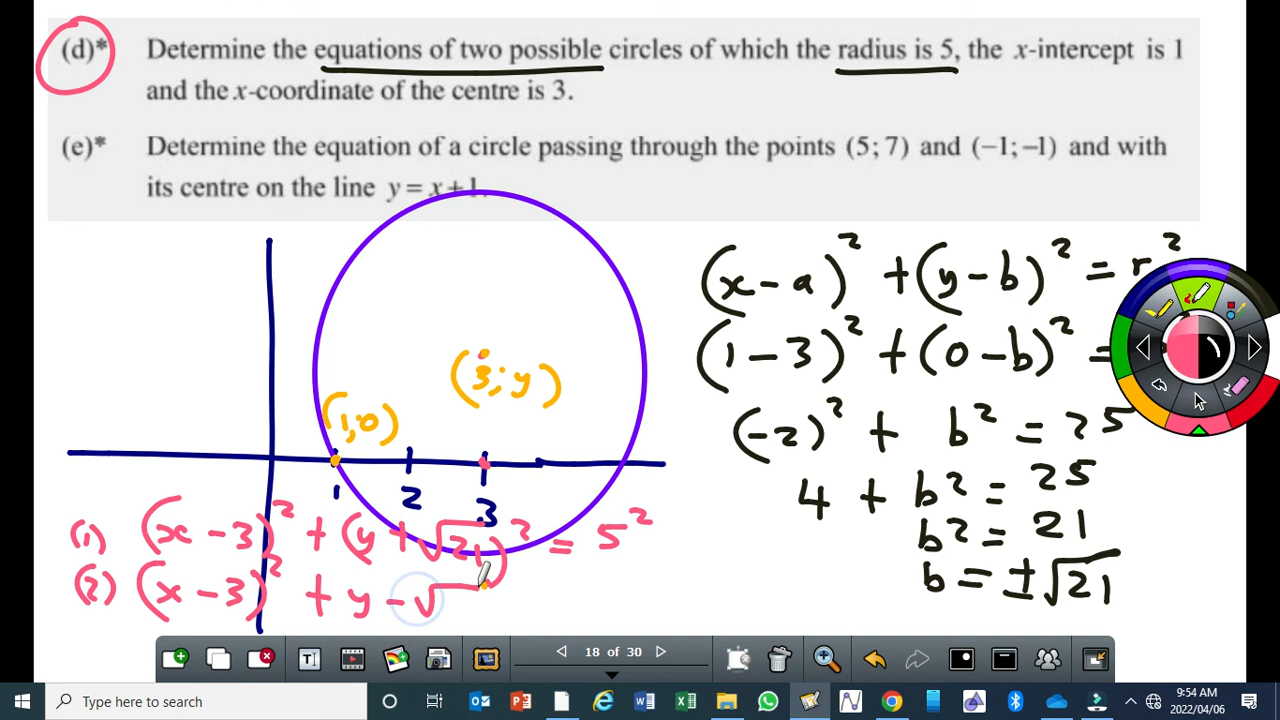 (d)* Determine the equations of two possible circles of which the radius is 5, the x-intercept is 1
and the x-coordinate of the centre is 3.
(e)* Determine the equation of a circle passing through the points (5; 7) and (−1; −1) and with
its centre on the line y = x + 1.
(x − a)² + (y − b)² = r²
(1 − 3)² + (0 − b)² =
(−2)² + b² = 25
4 + b² = 25
b² = 21
b = ±√21
(3; y)
(1; 0)
1 2 3
(1) (x − 3)² + (y + √21)² = 5²
(2) (x − 3)² + y − √
18 of 30
Type here to search
9:54 AM
2022/04/06